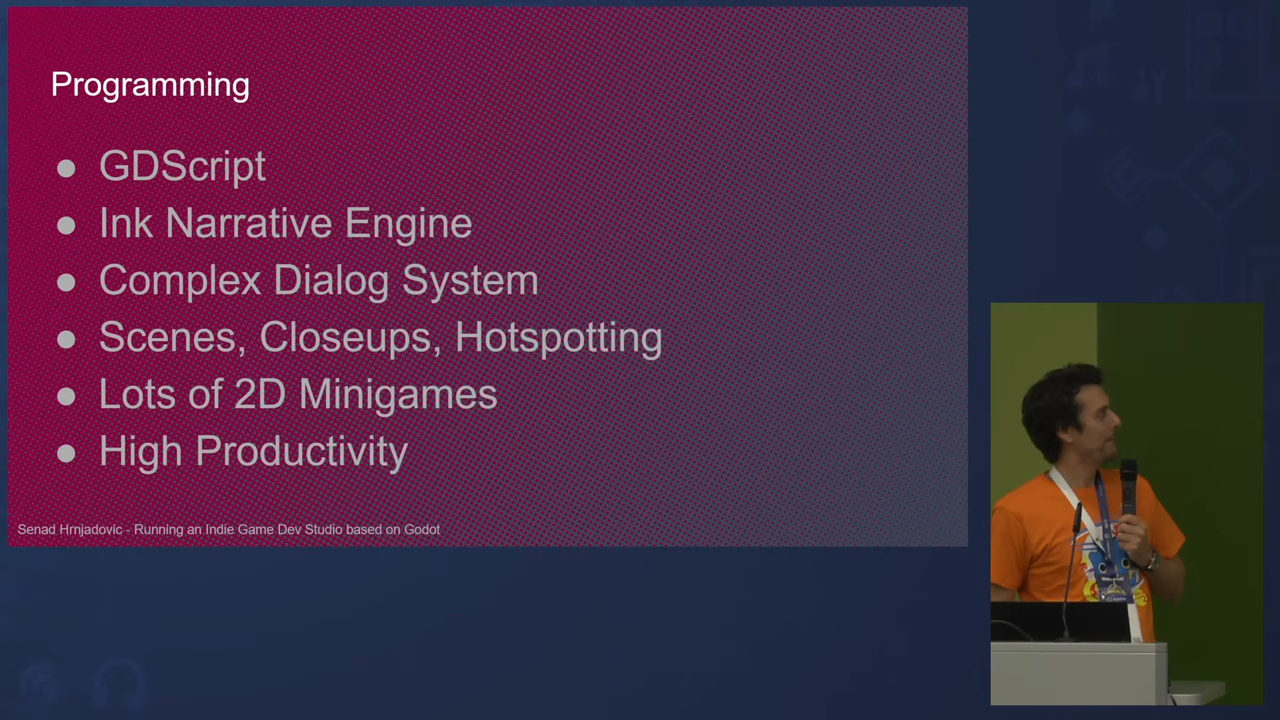 Programming
● GDScript
● Ink Narrative Engine
● Complex Dialog System
● Scenes, Closeups, Hotspotting
● Lots of 2D Minigames
● High Productivity
Senad Hrnjadovic - Running an Indie Game Dev Studio based on Godot